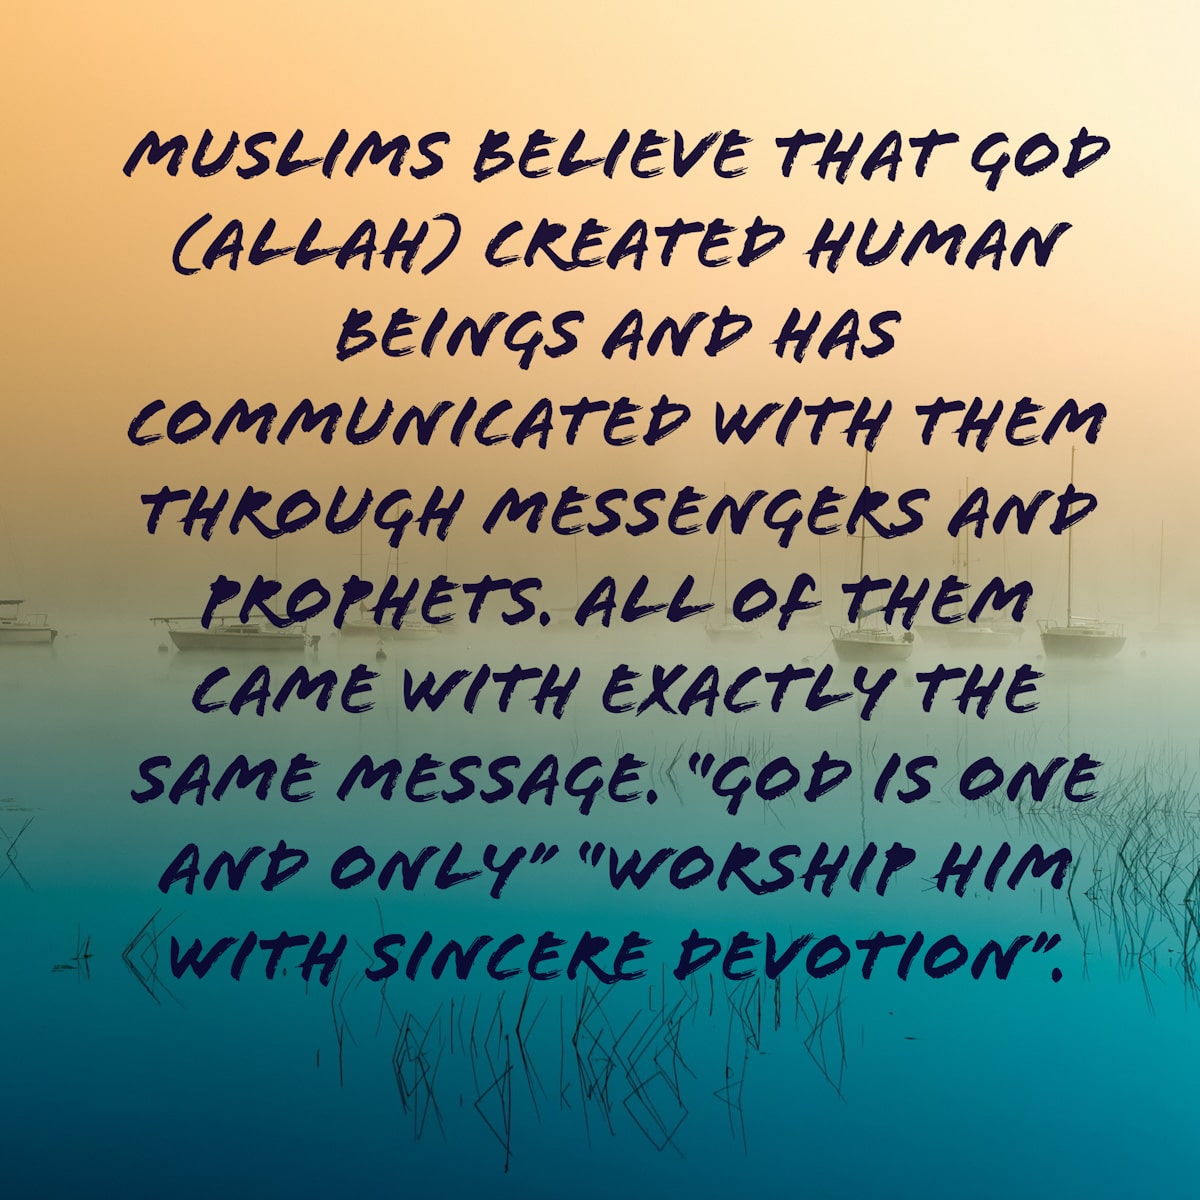 MUSLIMS BELIEVE THAT GOD
(ALLAH) CREATED HUMAN
BEINGS AND HAS
COMMUNICATED WITH THEM
THROUGH MESSENGERS AND
PROPHETS. ALL OF THEM
CAME WITH EXACTLY THE
SAME MESSAGE. "GOD IS ONE
AND ONLY" "WORSHIP HIM
WITH SINCERE DEVOTION".